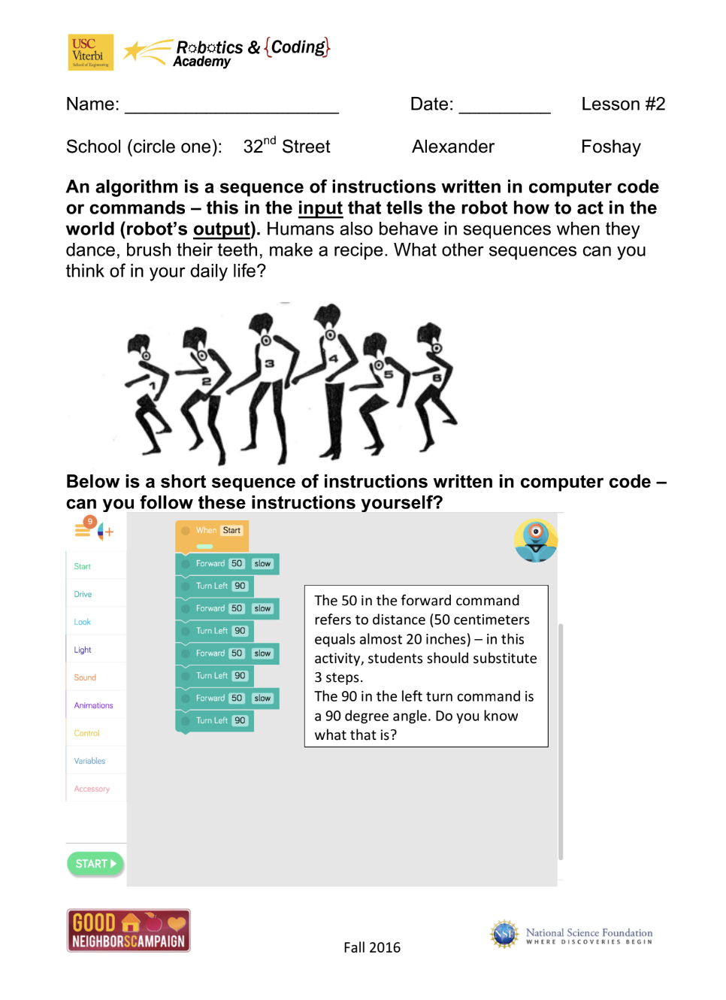 USC
Viterbi
School of Engineering
Robotics & {Coding}
Academy
Name: _____________________ Date: _________ Lesson #2
School (circle one): 32nd Street Alexander Foshay
An algorithm is a sequence of instructions written in computer code
or commands – this in the input that tells the robot how to act in the
world (robot's output). Humans also behave in sequences when they
dance, brush their teeth, make a recipe. What other sequences can you
think of in your daily life?
1 2 3 4 5 6
Below is a short sequence of instructions written in computer code –
can you follow these instructions yourself?
9
+
Start
Drive
Look
Light
Sound
Animations
Control
Variables
Accessory
START
When Start
Forward 50 slow
Turn Left 90
Forward 50 slow
Turn Left 90
Forward 50 slow
Turn Left 90
Forward 50 slow
Turn Left 90
The 50 in the forward command
refers to distance (50 centimeters
equals almost 20 inches) – in this
activity, students should substitute
3 steps.
The 90 in the left turn command is
a 90 degree angle. Do you know
what that is?
GOOD
NEIGHBORSCAMPAIGN
Fall 2016
NSF
National Science Foundation
WHERE DISCOVERIES BEGIN